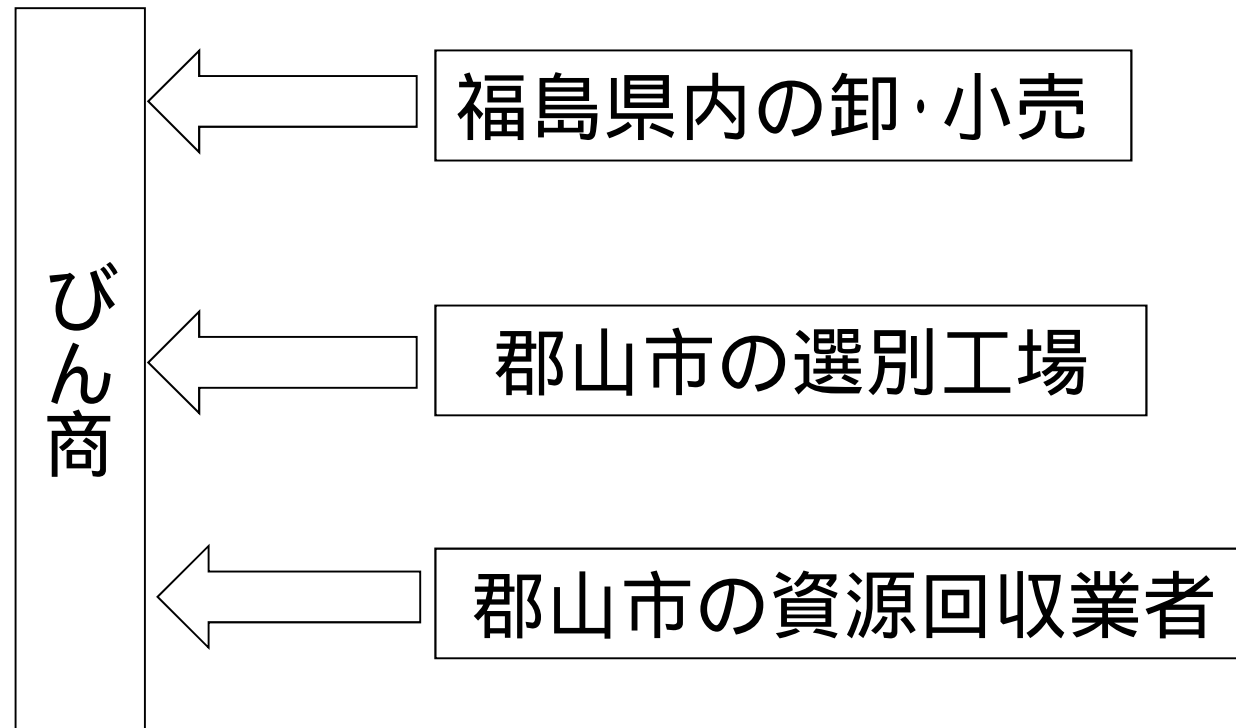 びん商
福島県内の卸・小売
郡山市の選別工場
郡山市の資源回収業者